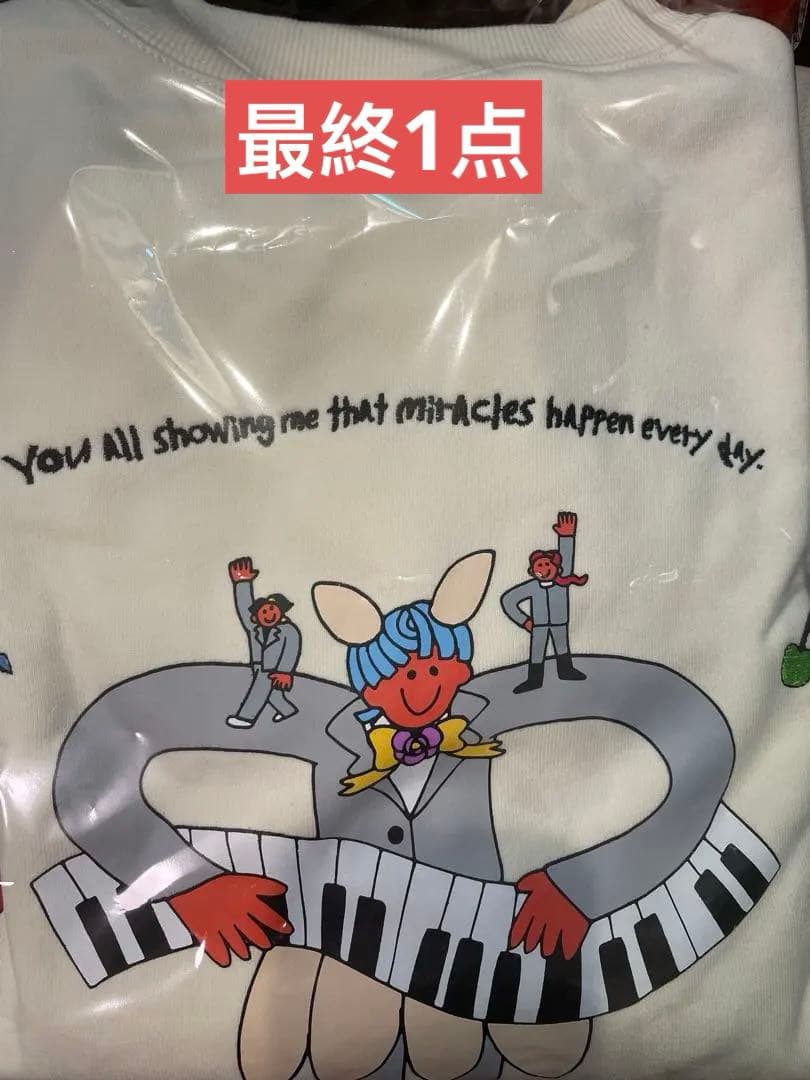 最終1点
You All showing me that miracles happen every day.